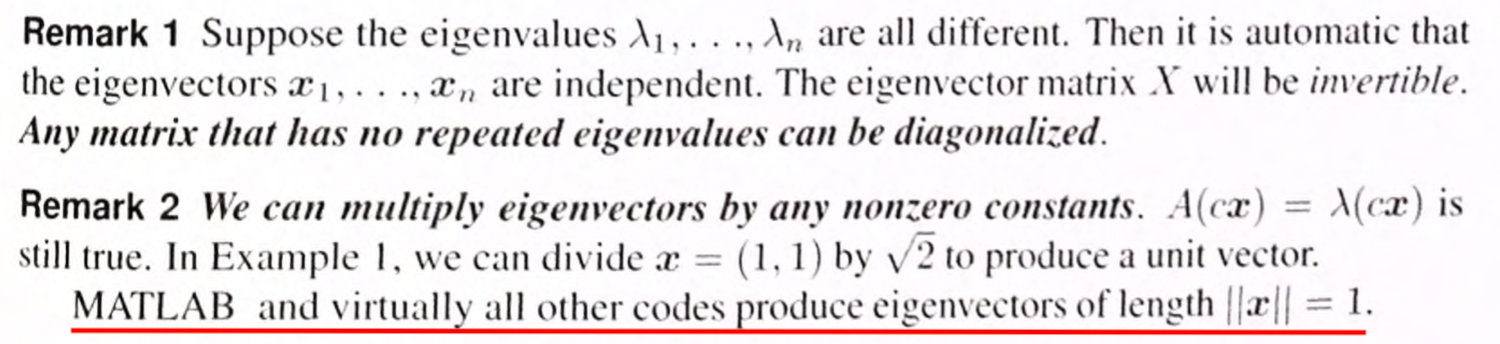 Remark 1 Suppose the eigenvalues λ₁, . . ., λₙ are all different. Then it is automatic that
the eigenvectors x₁, . . ., xₙ are independent. The eigenvector matrix X will be invertible.
Any matrix that has no repeated eigenvalues can be diagonalized.
Remark 2 We can multiply eigenvectors by any nonzero constants. A(cx) = λ(cx) is
still true. In Example 1, we can divide x = (1, 1) by √2 to produce a unit vector.
MATLAB and virtually all other codes produce eigenvectors of length ||x|| = 1.